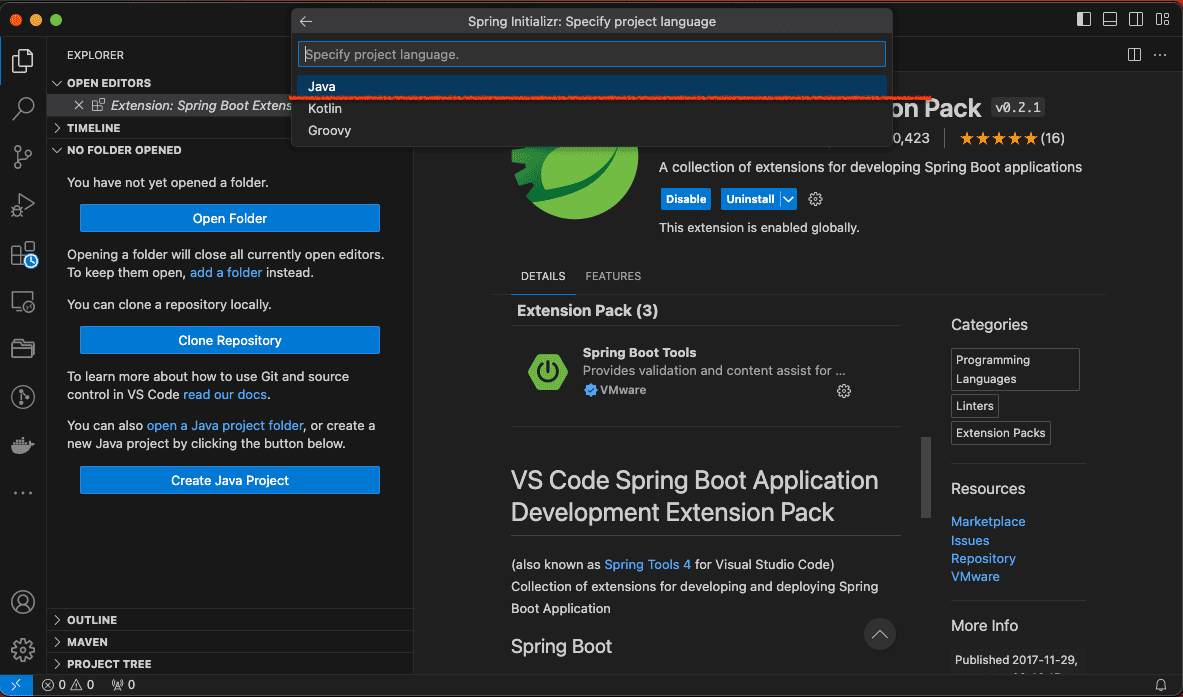 Spring Initializr: Specify project language
Specify project language.
Java
Kotlin
Groovy
EXPLORER
OPEN EDITORS
Extension: Spring Boot Extens
TIMELINE
NO FOLDER OPENED
You have not yet opened a folder.
Open Folder
Opening a folder will close all currently open editors.
To keep them open, add a folder instead.
You can clone a repository locally.
Clone Repository
To learn more about how to use Git and source
control in VS Code read our docs.
You can also open a Java project folder, or create a
new Java project by clicking the button below.
Create Java Project
OUTLINE
MAVEN
PROJECT TREE
0 0 0
on Pack v0.2.1
0,423 (16)
A collection of extensions for developing Spring Boot applications
Disable Uninstall
This extension is enabled globally.
DETAILS FEATURES
Extension Pack (3)
Spring Boot Tools
Provides validation and content assist for ...
VMware
VS Code Spring Boot Application
Development Extension Pack
(also known as Spring Tools 4 for Visual Studio Code)
Collection of extensions for developing and deploying Spring
Boot Application
Spring Boot
Categories
Programming
Languages
Linters
Extension Packs
Resources
Marketplace
Issues
Repository
VMware
More Info
Published 2017-11-29,